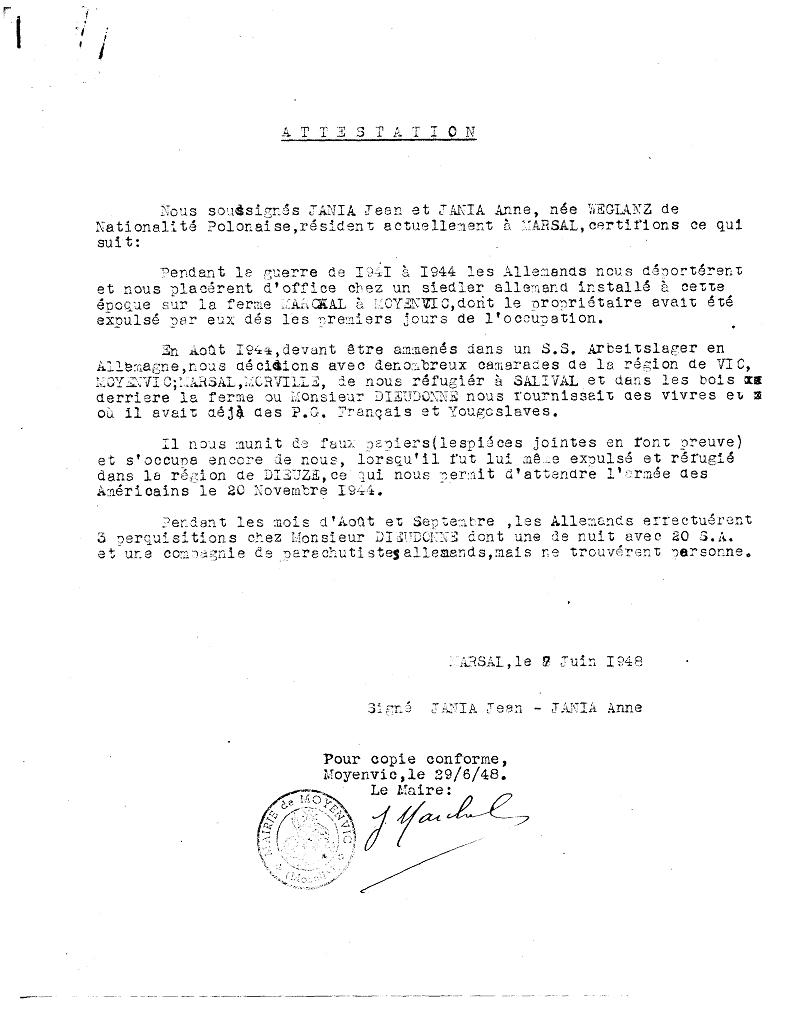 ATTESTATION
Nous soussignés JANIA Jean et JANIA Anne, née WEGLANZ de
Nationalité Polonaise,résident actuellement à MARSAL,certifions ce qui
suit:
Pendant la guerre de I94I à I944 les Allemands nous déportérent
et nous placérent d'office chez un siedler allemand installé à cette
époque sur la ferme MARCHAL à MOYENVIC,dont le propriétaire avait été
expulsé par eux dés les premiers jours de l'occupation.
En Août I944,devant être ammenés dans un S.S. Arbeitslager en
Allemagne,nous décidions avec denombreux camarades de la région de VIC,
MOYENVIC;MARSAL,MORVILLE, de nous réfugiér à SALIVAL et dans les bois
derriere la ferme ou Monsieur DIEUDONNE nous fournissait des vivres et
où il avait déjà des P.G. Français et Yougoslaves.
Il nous munit de faux papiers(lespiéces jointes en font preuve)
et s'occupa encore de nous, lorsqu'il fut lui même expulsé et réfugié
dans la région de DIEUZE,ce qui nous permit d'attendre l'armée des
Américains le 20 Novembre I944.
Pendant les mois d'Août et Septembre ,les Allemands effectuérent
3 perquisitions chez Monsieur DIEUDONNE dont une de nuit avec 20 S.A.
et une compagnie de parachutistes allemands,mais ne trouvérent personne.
MARSAL,le 7 Juin I948
Signé JANIA Jean - JANIA Anne
Pour copie conforme,
Moyenvic,le 29/6/48.
Le Maire:
J Marchal
MAIRIE de MOYENVIC
(Moselle)